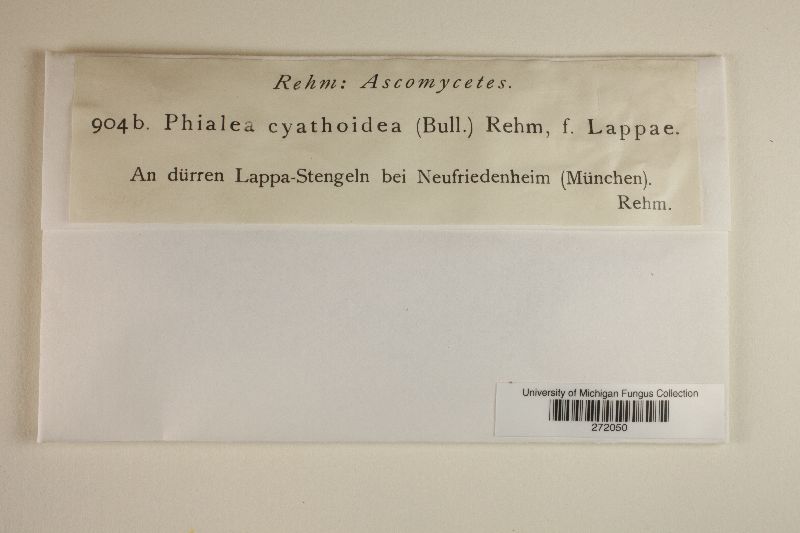 Rehm: Ascomycetes.
904b. Phialea cyathoidea (Bull.) Rehm, f. Lappae.
An dürren Lappa-Stengeln bei Neufriedenheim (München).
Rehm.
University of Michigan Fungus Collection
272050